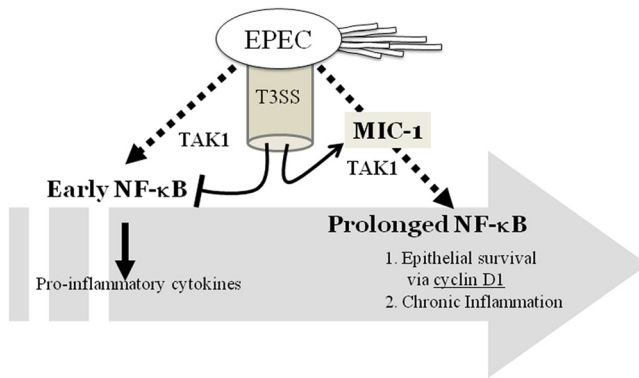 EPEC
T3SS
TAK1
MIC-1
TAK1
Early NF-κB
Prolonged NF-κB
Pro-inflammatory cytokines
1. Epithelial survival
via cyclin D1
2. Chronic Inflammation